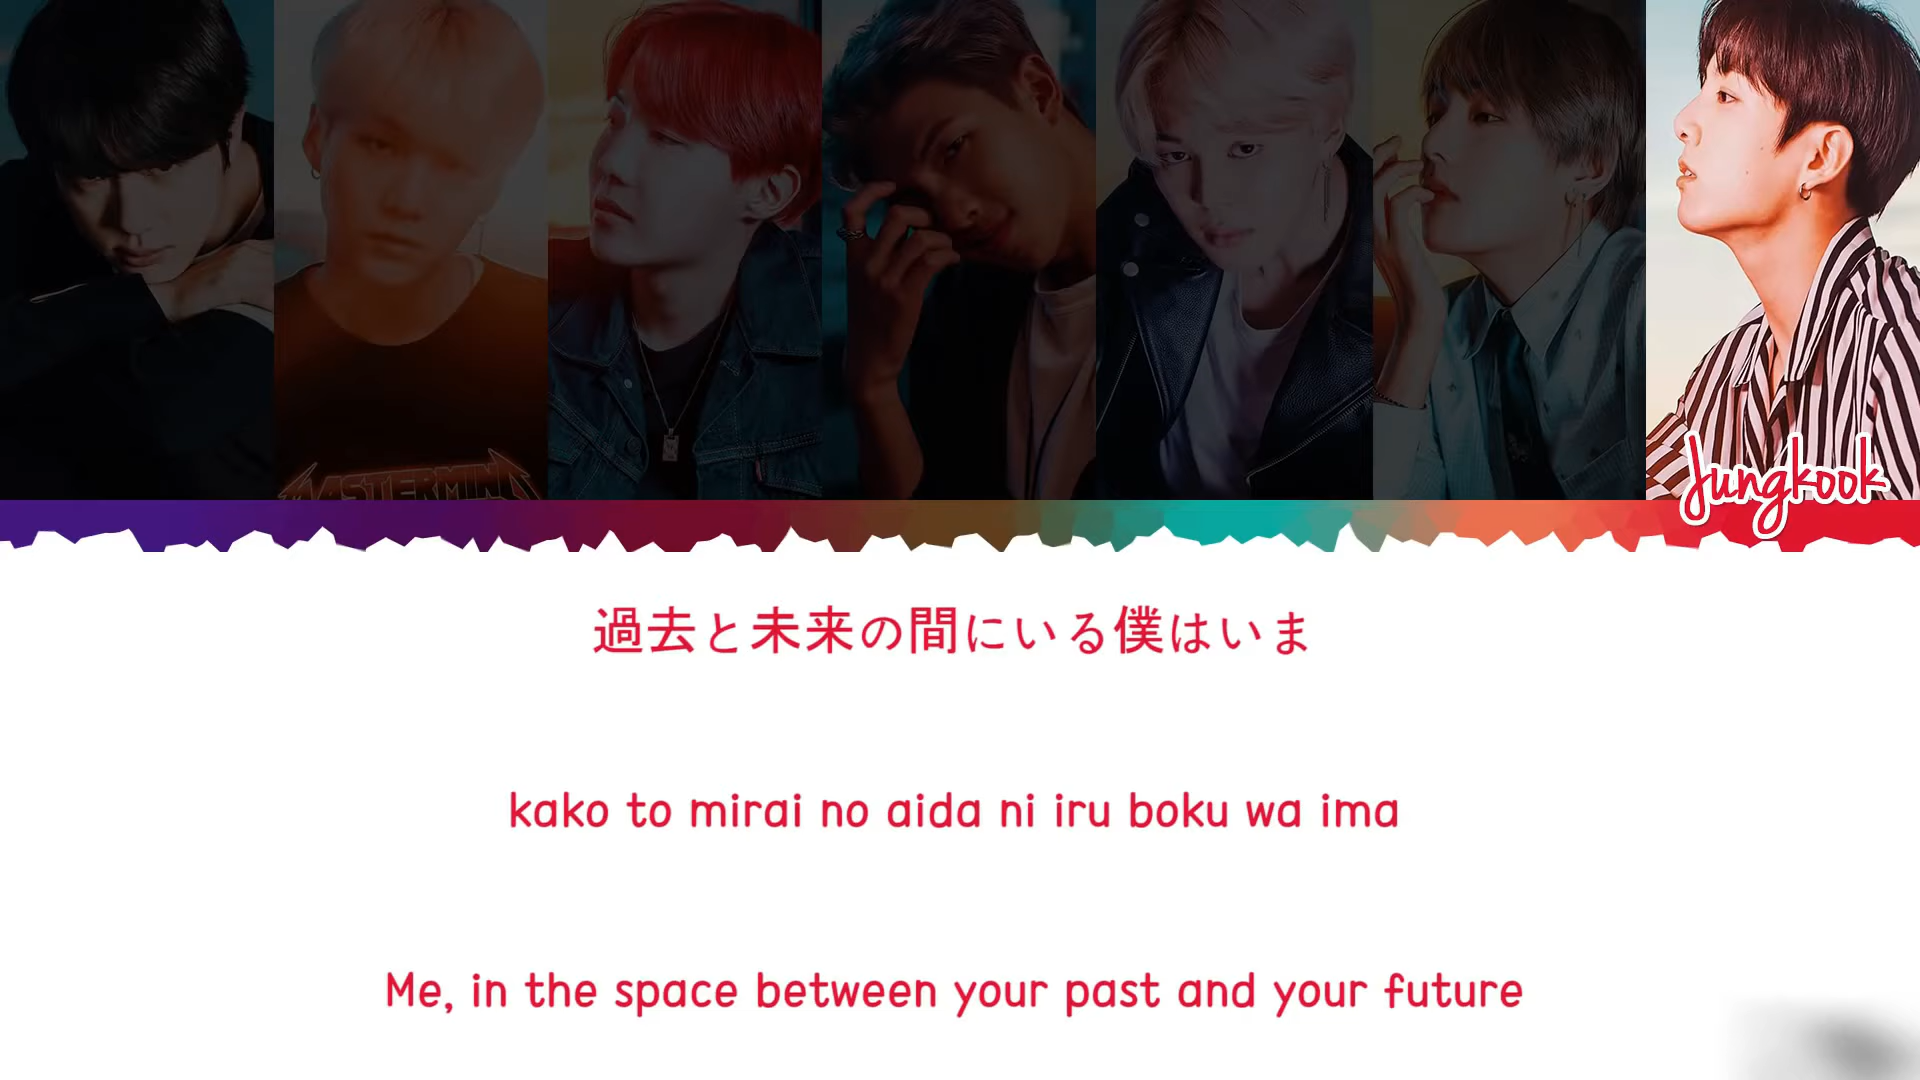 MASTERMIND
Jungkook
過去と未来の間にいる僕はいま
kako to mirai no aida ni iru boku wa ima
Me, in the space between your past and your future